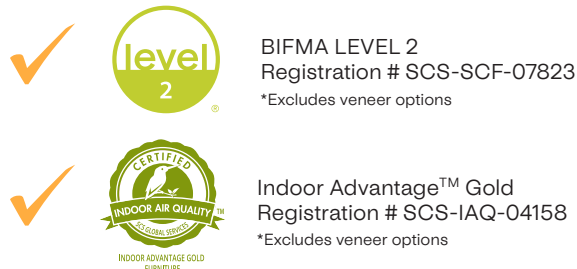 level
2
®
BIFMA LEVEL 2
Registration # SCS-SCF-07823
*Excludes veneer options
CERTIFIED
INDOOR AIR QUALITY
TM
SCS GLOBAL SERVICES
INDOOR ADVANTAGE GOLD
FURNITURE
Indoor Advantage™ Gold
Registration # SCS-IAQ-04158
*Excludes veneer options